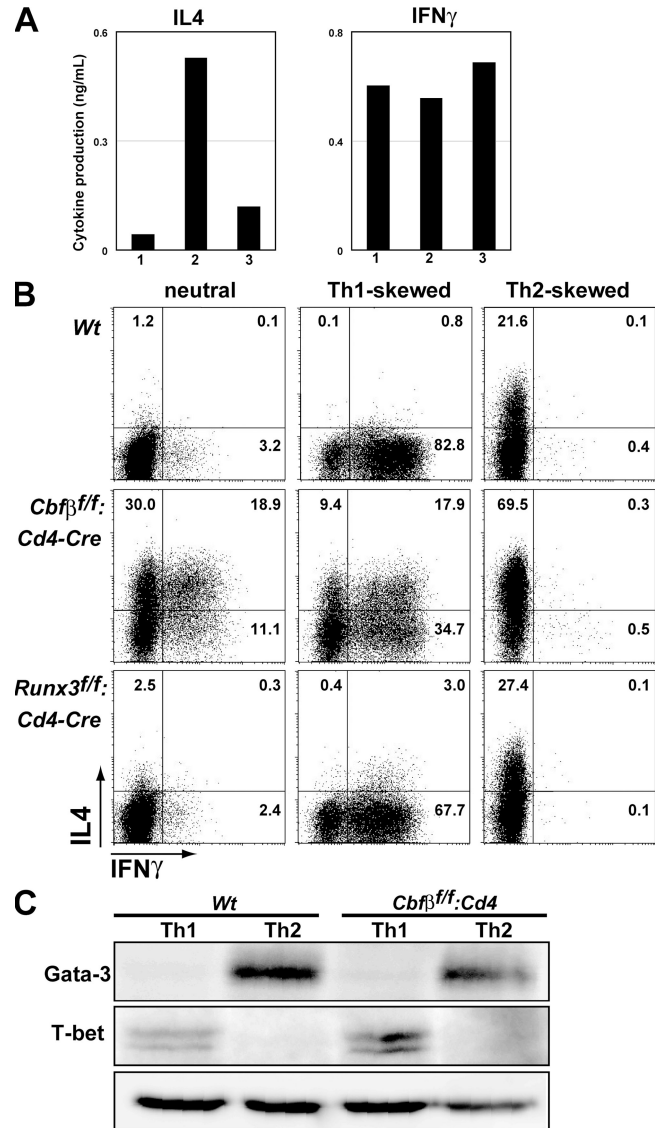 A
IL4
IFNγ
Cytokine production (ng/mL)
0.6
0.3
0
1 2 3
0.8
0.4
0
1 2 3
B
neutral Th1-skewed Th2-skewed
Wt
1.2 0.1
3.2
0.1 0.8
82.8
21.6 0.1
0.4
Cbfβf/f:
Cd4-Cre
30.0 18.9
11.1
9.4 17.9
34.7
69.5 0.3
0.5
Runx3f/f:
Cd4-Cre
2.5 0.3
2.4
0.4 3.0
67.7
27.4 0.1
0.1
IL4
IFNγ
C
Wt Cbfβf/f:Cd4
Th1 Th2 Th1 Th2
Gata-3
T-bet